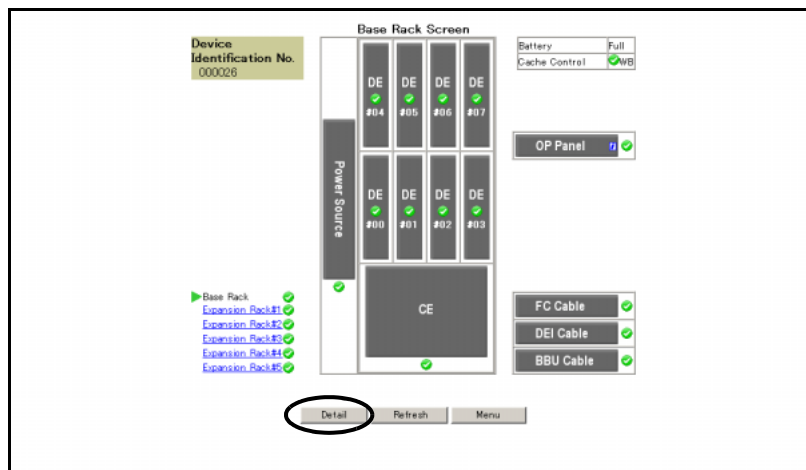 Base Rack Screen
Device
Identification No.
000026
Battery Full
Cache Control WB
DE DE DE DE
#04 #05 #06 #07
OP Panel
Power Source
DE DE DE DE
#00 #01 #02 #03
CE
Base Rack
Expansion Rack#1
Expansion Rack#2
Expansion Rack#3
Expansion Rack#4
Expansion Rack#5
FC Cable
DEI Cable
BBU Cable
Detail Refresh Menu